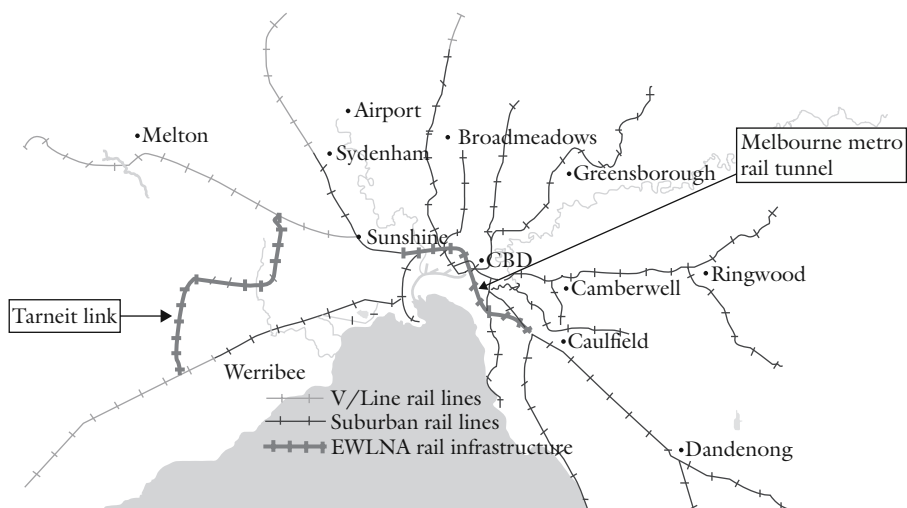 Airport
Melton
Broadmeadows
Melbourne metro
rail tunnel
Sydenham
Greensborough
Sunshine
CBD
Ringwood
Camberwell
Tarneit link
Caulfield
Werribee
V/Line rail lines
Suburban rail lines
EWLNA rail infrastructure
Dandenong